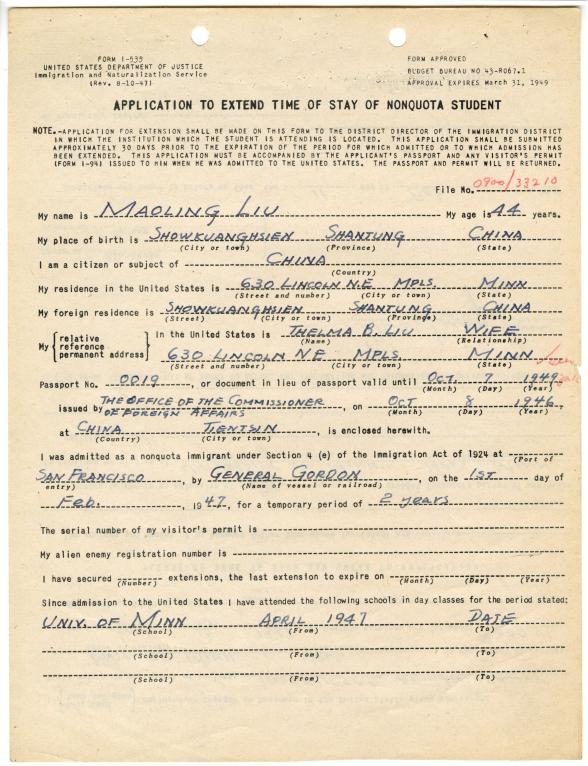 FORM I-535
UNITED STATES DEPARTMENT OF JUSTICE
Immigration and Naturalization Service
(Rev. 8-10-44)
FORM APPROVED
BUDGET BUREAU NO 43-R067.1
APPROVAL EXPIRES March 31, 1949
APPLICATION TO EXTEND TIME OF STAY OF NONQUOTA STUDENT
NOTE.-APPLICATION FOR EXTENSION SHALL BE MADE ON THIS FORM TO THE DISTRICT DIRECTOR OF THE IMMIGRATION DISTRICT
IN WHICH THE INSTITUTION WHICH THE STUDENT IS ATTENDING IS LOCATED. THIS APPLICATION SHALL BE SUBMITTED
APPROXIMATELY 30 DAYS PRIOR TO THE EXPIRATION OF THE PERIOD FOR WHICH ADMITTED OR TO WHICH ADMISSION HAS
BEEN EXTENDED. THIS APPLICATION MUST BE ACCOMPANIED BY THE APPLICANT'S PASSPORT AND ANY VISITOR'S PERMIT
(FORM I-94) ISSUED TO HIM WHEN HE WAS ADMITTED TO THE UNITED STATES. THE PASSPORT AND PERMIT WILL BE RETURNED.
File No. 0900/33210
My name is MAOLING LIU My age is 44 years.
My place of birth is SHOWKUANGHSIEN SHANTUNG CHINA
(City or town) (Province) (State)
I am a citizen or subject of CHINA
(Country)
My residence in the United States is 630 LINCOLN N.E. MPLS. MINN
(Street and number) (City or town) (State)
My foreign residence is SHOWKUANGHSIEN SHANTUNG CHINA
(Street) (City or town) (Province) (State)
My { relative reference permanent address } in the United States is THELMA B. LIU WIFE
(Name) (Relationship)
630 LINCOLN N.E MPLS. MINN
(Street and number) (City or town) (State)
Passport No. 0019, or document in lieu of passport valid until OCT. 7 1949
(Month) (Day) (Year)
issued by THE OFFICE OF THE COMMISSIONER OF FOREIGN AFFAIRS, on OCT 8 1946,
(Month) (Day) (Year)
at CHINA TIENTSIN, is enclosed herewith.
(Country) (City or town)
I was admitted as a nonquota immigrant under Section 4 (e) of the Immigration Act of 1924 at
(Port of
SAN FRANCISCO, by GENERAL GORDON, on the 1ST day of
entry) (Name of vessel or railroad)
Feb., 1947, for a temporary period of 2 years
The serial number of my visitor's permit is
My alien enemy registration number is
I have secured extensions, the last extension to expire on
(Number) (Month) (Day) (Year)
Since admission to the United States I have attended the following schools in day classes for the period stated:
UNIV. OF MINN APRIL 1947 DATE
(School) (From) (To)
(School) (From) (To)
(School) (From) (To)